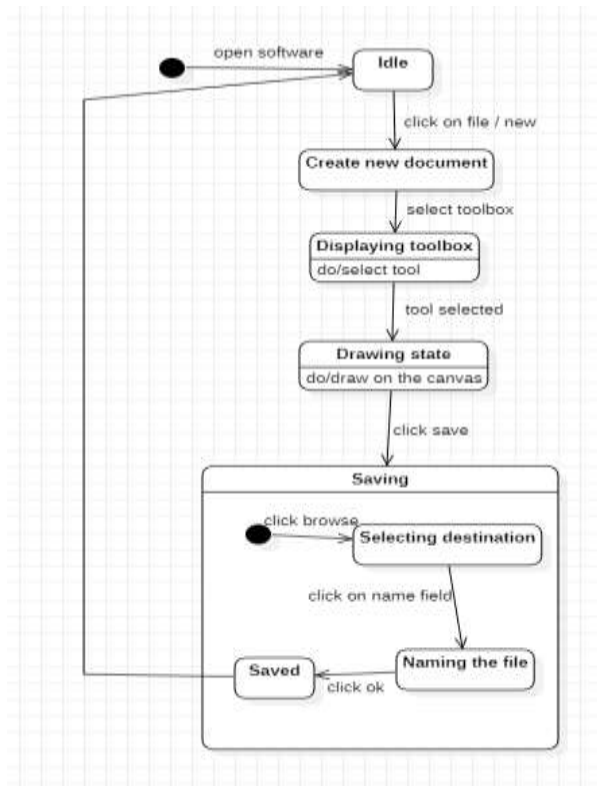 open software
Idle
click on file / new
Create new document
select toolbox
Displaying toolbox
do/select tool
tool selected
Drawing state
do/draw on the canvas
click save
Saving
click browse
Selecting destination
click on name field
Naming the file
Saved
click ok